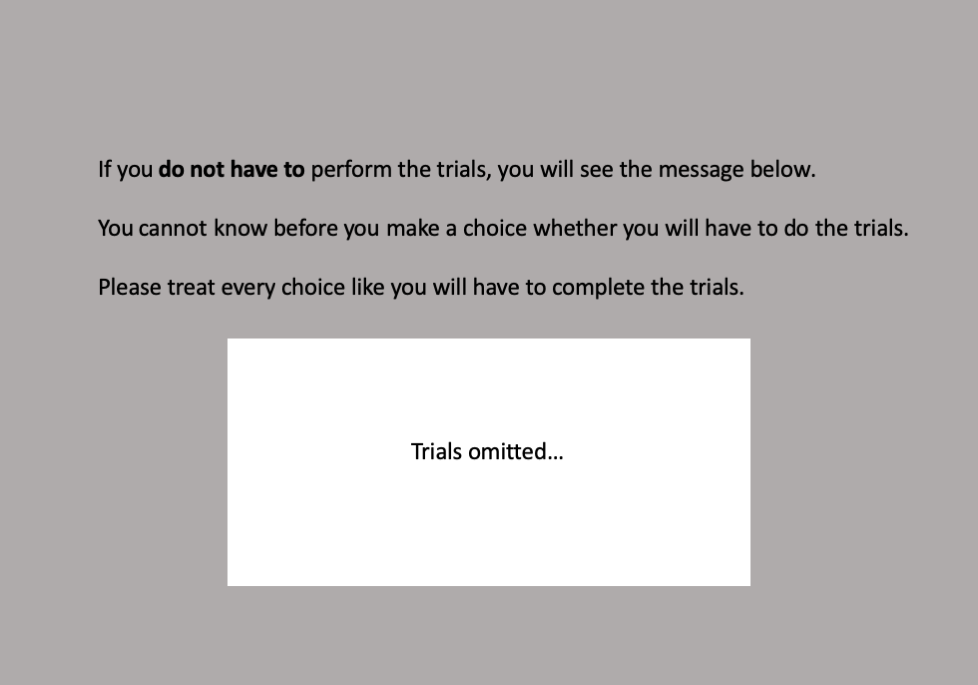 If you do not have to perform the trials, you will see the message below.
You cannot know before you make a choice whether you will have to do the trials.
Please treat every choice like you will have to complete the trials.
Trials omitted...